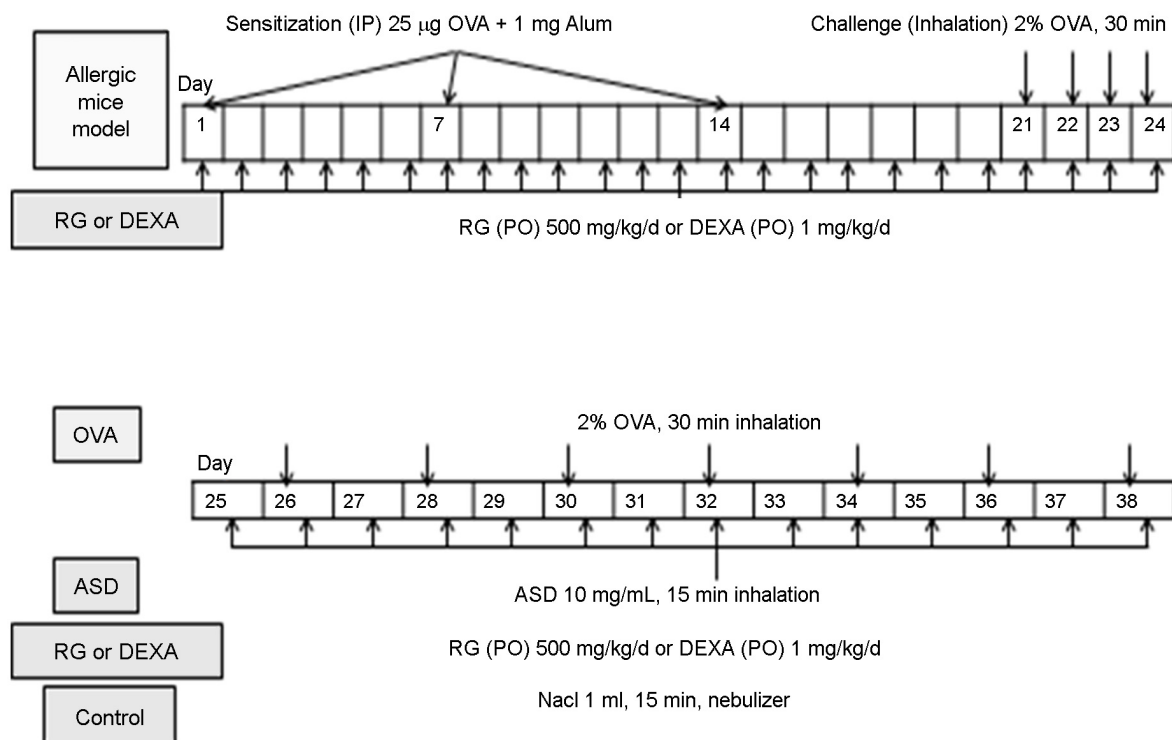 Sensitization (IP) 25 µg OVA + 1 mg Alum
Challenge (Inhalation) 2% OVA, 30 min
Allergic
mice
model
Day
1 7 14 21 22 23 24
RG or DEXA
RG (PO) 500 mg/kg/d or DEXA (PO) 1 mg/kg/d
OVA
2% OVA, 30 min inhalation
Day
25 26 27 28 29 30 31 32 33 34 35 36 37 38
ASD
ASD 10 mg/mL, 15 min inhalation
RG or DEXA
RG (PO) 500 mg/kg/d or DEXA (PO) 1 mg/kg/d
Control
Nacl 1 ml, 15 min, nebulizer